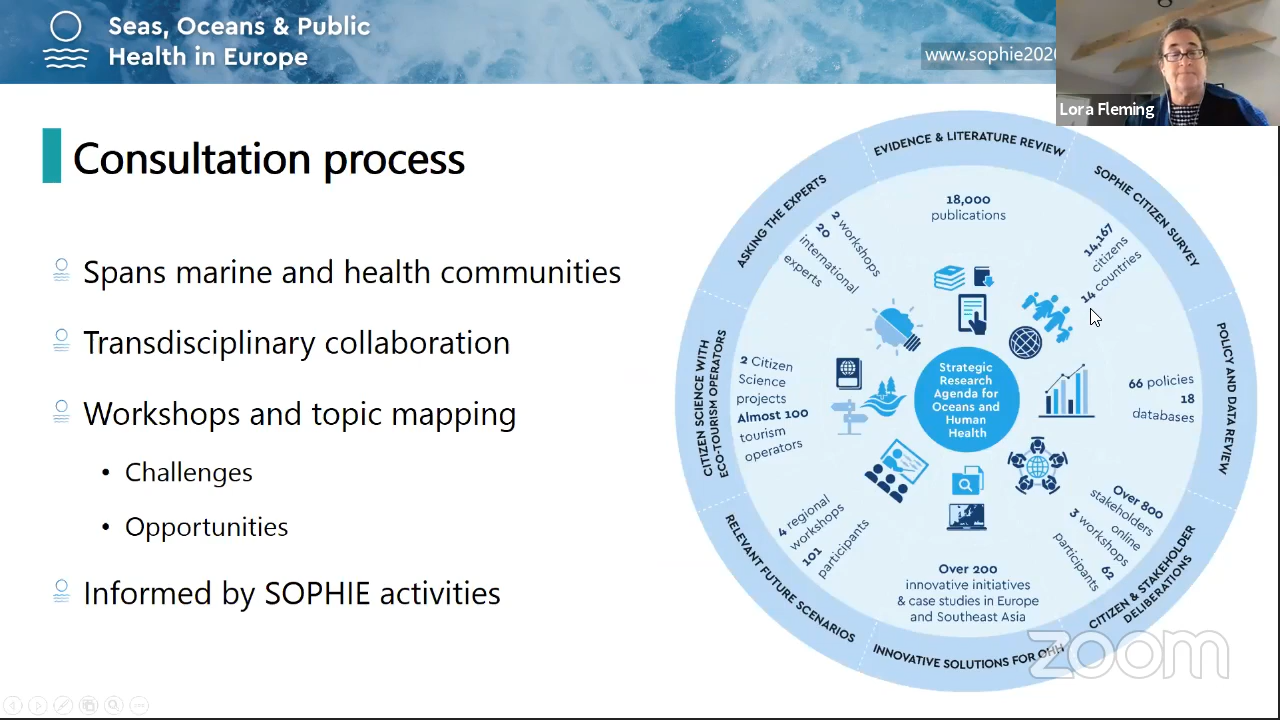 Seas, Oceans & Public
Health in Europe
www.sophie2020
Lora Fleming
Consultation process
Spans marine and health communities
Transdisciplinary collaboration
Workshops and topic mapping
• Challenges
• Opportunities
Informed by SOPHIE activities
EVIDENCE & LITERATURE REVIEW
18,000
publications
SOPHIE CITIZEN SURVEY
14,167
citizens
14 countries
POLICY AND DATA REVIEW
66 policies
18
databases
CITIZEN & STAKEHOLDER
DELIBERATIONS
Over 800
stakeholders
online
3 workshops
62
participants
INNOVATIVE SOLUTIONS FOR OHH
Over 200
innovative initiatives
& case studies in Europe
and Southeast Asia
RELEVANT FUTURE SCENARIOS
4 regional
workshops
101
participants
CITIZEN SCIENCE WITH
ECO-TOURISM OPERATORS
2 Citizen
Science
projects
Almost 100
tourism
operators
ASKING THE EXPERTS
2 workshops
20
international
experts
Strategic
Research
Agenda for
Oceans and
Human
Health
zoom